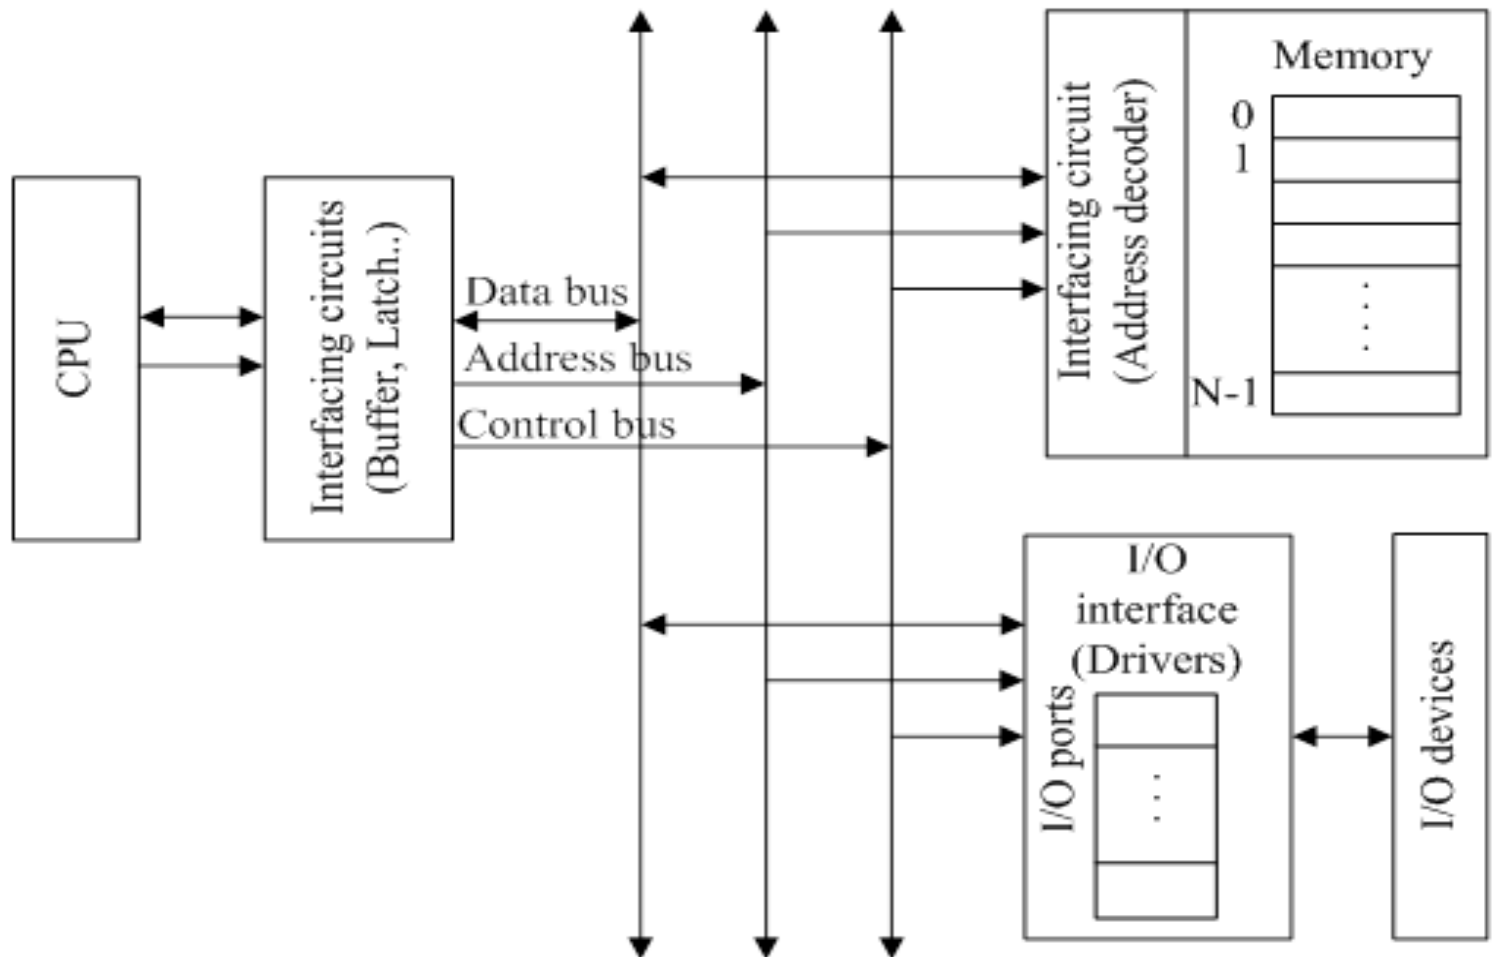 CPU
Interfacing circuits
(Buffer, Latch..)
Data bus
Address bus
Control bus
Interfacing circuit
(Address decoder)
Memory
0
1
N-1
I/O
interface
(Drivers)
I/O ports
I/O devices